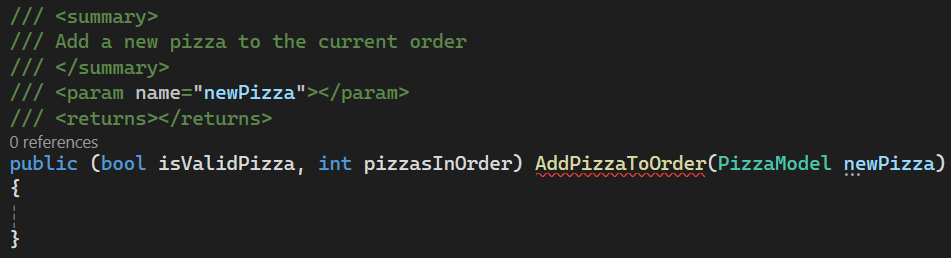 /// <summary>
/// Add a new pizza to the current order
/// </summary>
/// <param name="newPizza"></param>
/// <returns></returns>
0 references
public (bool isValidPizza, int pizzasInOrder) AddPizzaToOrder(PizzaModel newPizza)
{
}